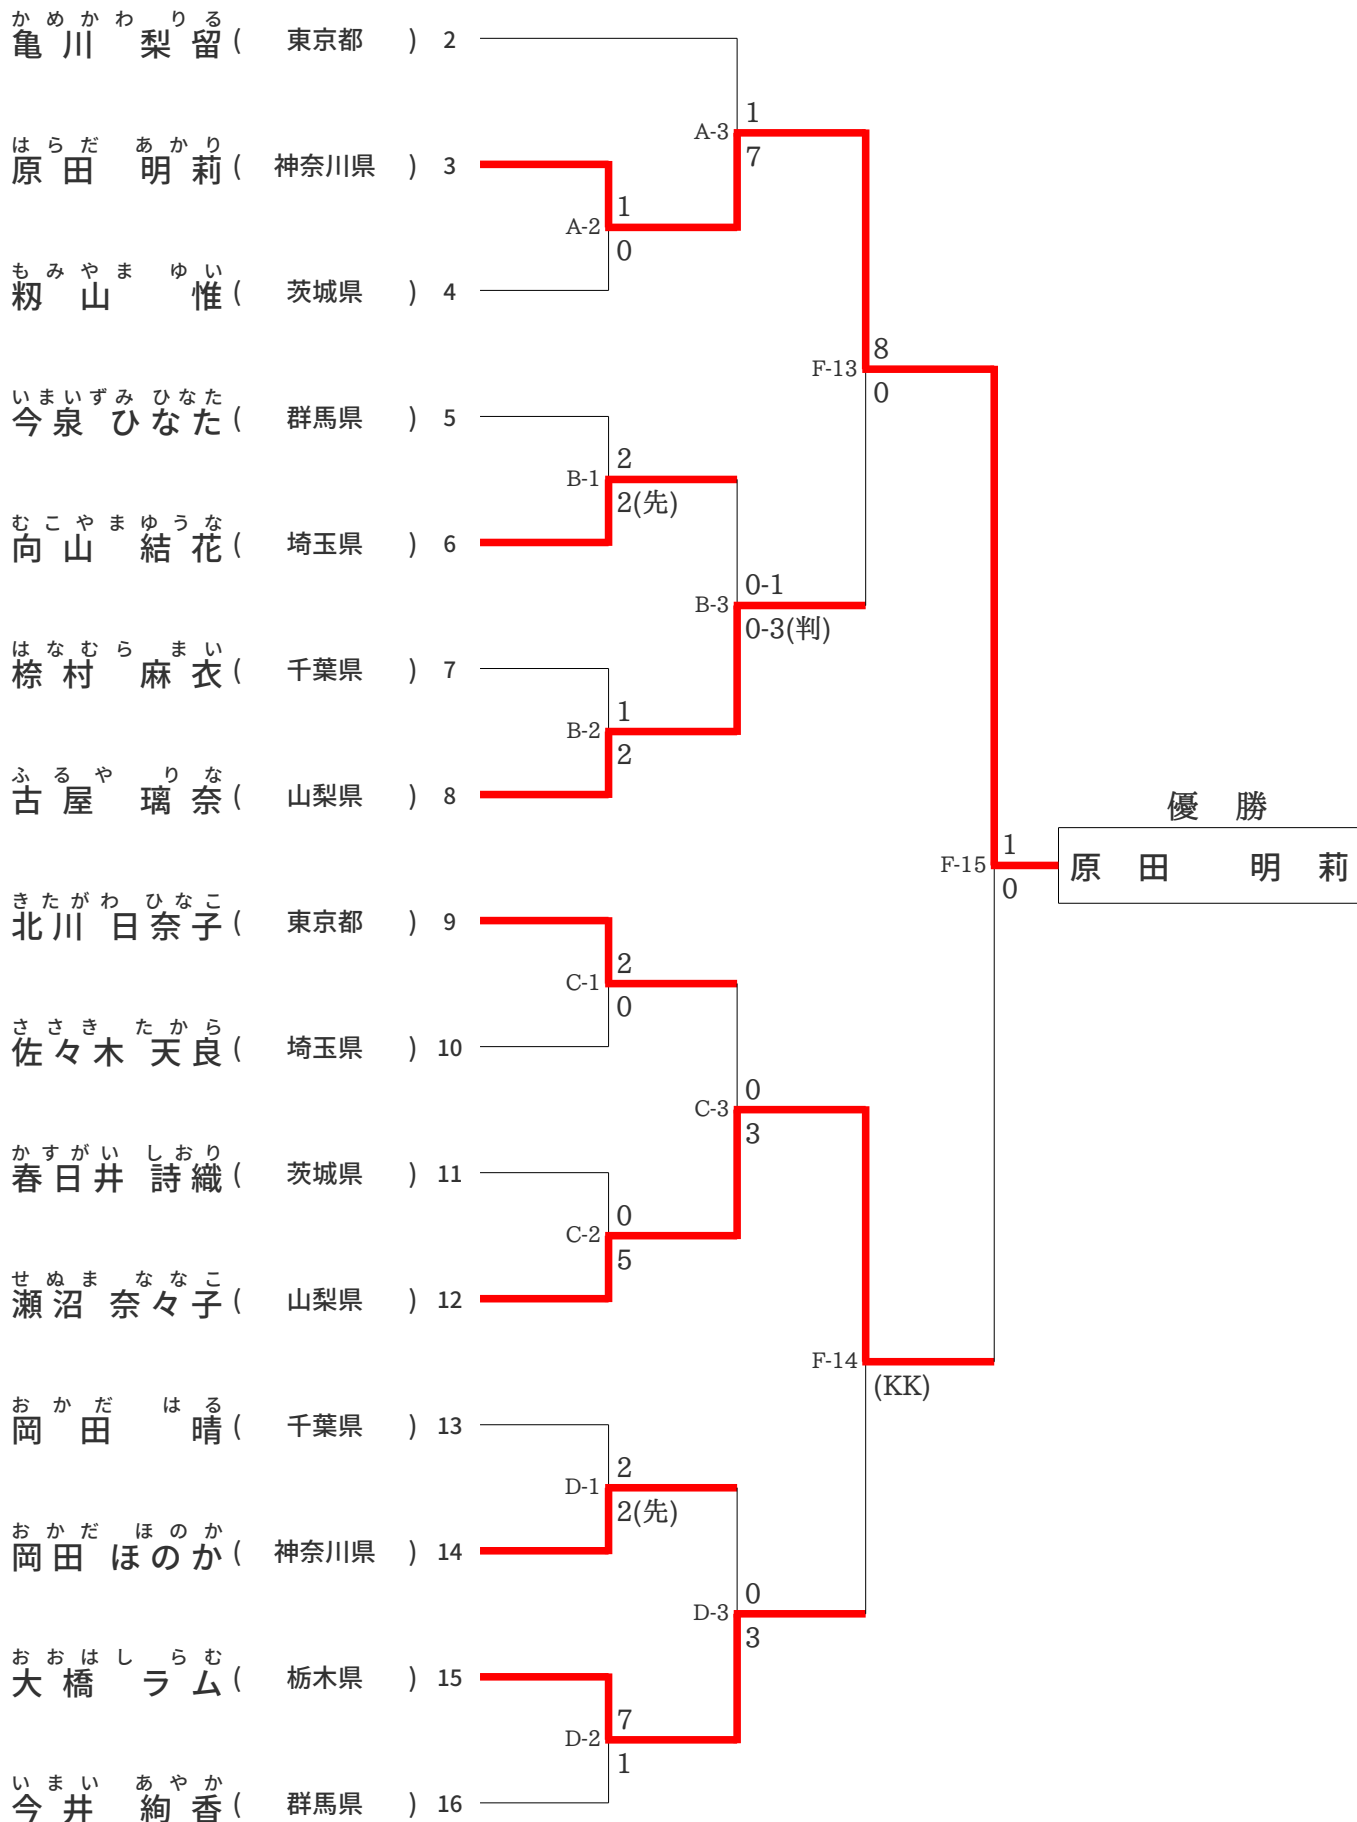 かめかわ りる
亀川 梨留 ( 東京都 ) 2
1
A-3
7
はらだ あかり
原田 明莉 ( 神奈川県 ) 3
1
A-2
0
もみやま ゆい
籾山 惟 ( 茨城県 ) 4
8
F-13
0
いまいずみ ひなた
今泉 ひなた ( 群馬県 ) 5
2
B-1
2(先)
むこやま ゆうな
向山 結花 ( 埼玉県 ) 6
0-1
B-3
0-3(判)
はなむら まい
桳村 麻衣 ( 千葉県 ) 7
1
B-2
2
ふるや りな
古屋 璃奈 ( 山梨県 ) 8
優勝
1
F-15 原田 明莉
0
きたがわ ひなこ
北川 日奈子 ( 東京都 ) 9
2
C-1
0
ささき たから
佐々木 天良 ( 埼玉県 ) 10
0
C-3
3
かすがい しおり
春日井 詩織 ( 茨城県 ) 11
0
C-2
5
せぬま ななこ
瀬沼 奈々子 ( 山梨県 ) 12
F-14
(KK)
おかだ はる
岡田 晴 ( 千葉県 ) 13
2
D-1
2(先)
おかだ ほのか
岡田 ほのか ( 神奈川県 ) 14
0
D-3
3
おおはし らむ
大橋 ラム ( 栃木県 ) 15
7
D-2
1
いまい あやか
今井 絢香 ( 群馬県 ) 16